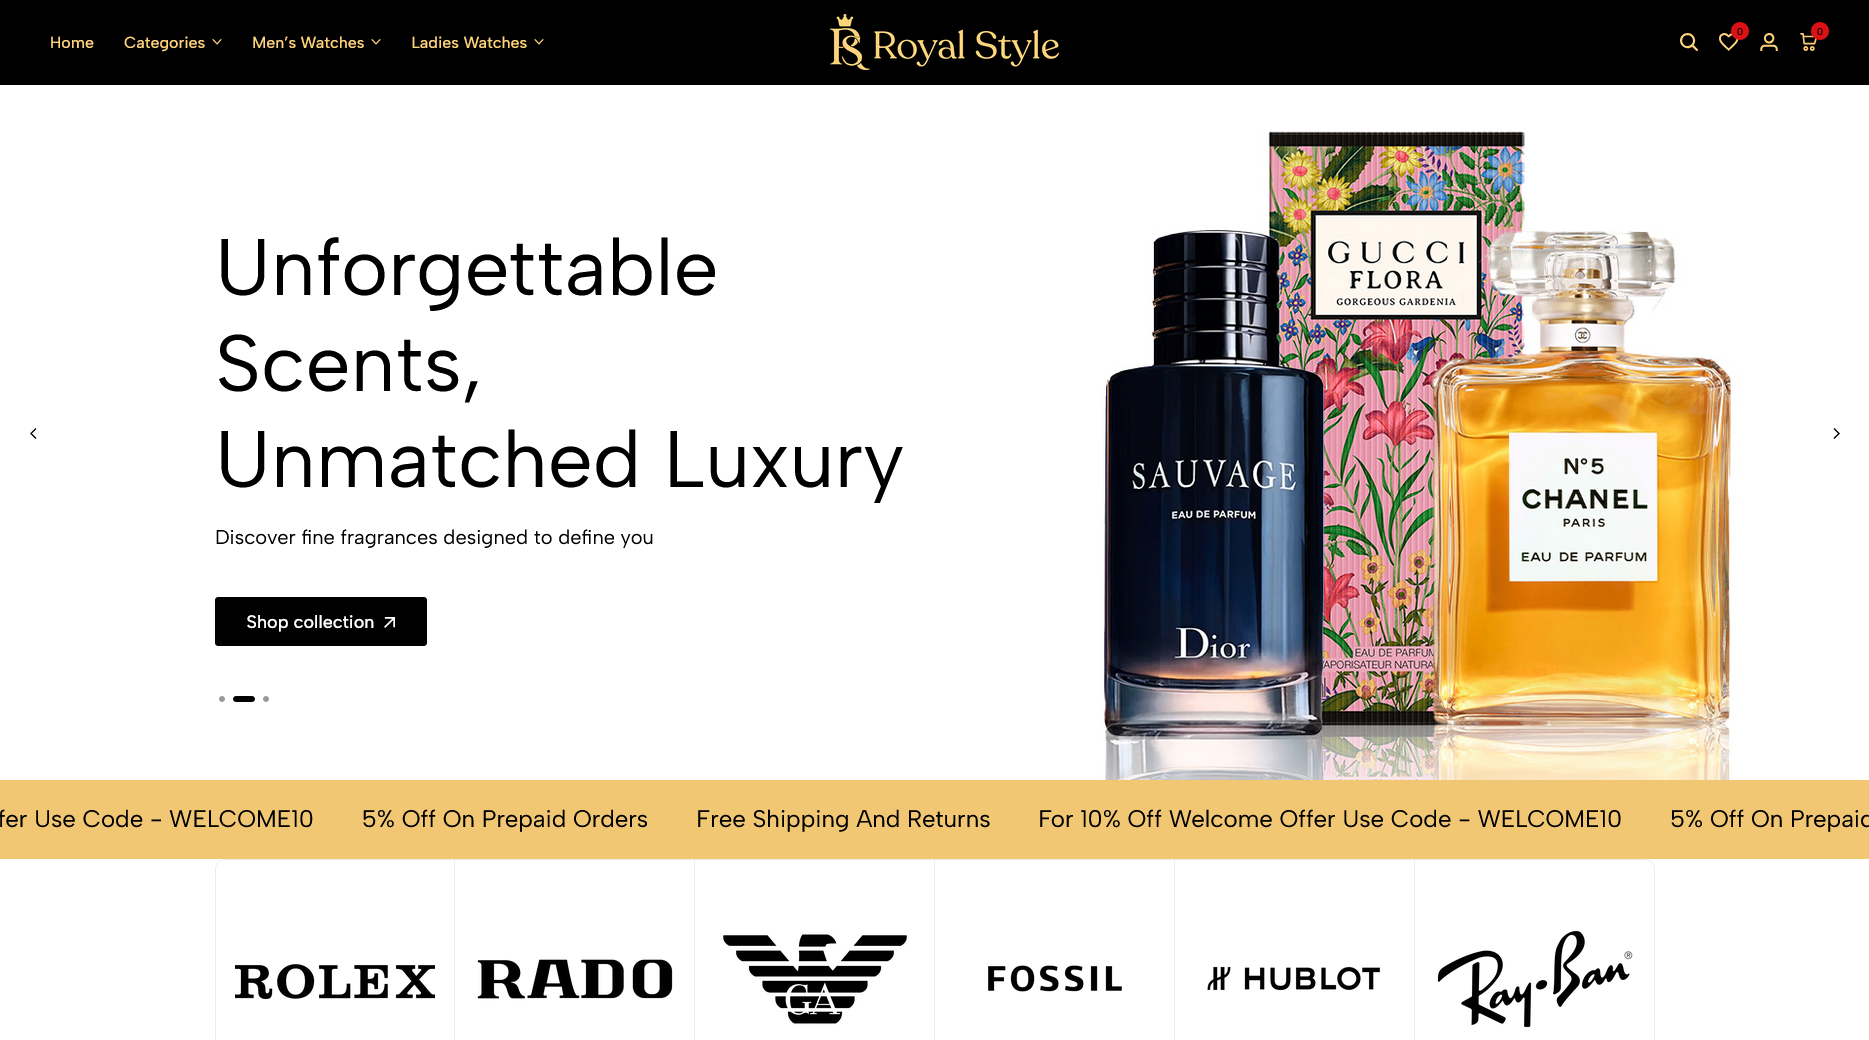 Home
Categories
Men's Watches
Ladies Watches
RS Royal Style
0
0
Unforgettable
Scents,
Unmatched Luxury
Discover fine fragrances designed to define you
Shop collection
GUCCI
FLORA
GORGEOUS GARDENIA
SAUVAGE
EAU DE PARFUM
Dior
EAU DE PARFUM
VAPORISATEUR NATURA
N°5
CHANEL
PARIS
EAU DE PARFUM
fer Use Code - WELCOME10 5% Off On Prepaid Orders Free Shipping And Returns For 10% Off Welcome Offer Use Code - WELCOME10 5% Off On Prepaid
ROLEX
RADO
GA
FOSSIL
HUBLOT
Ray-Ban®